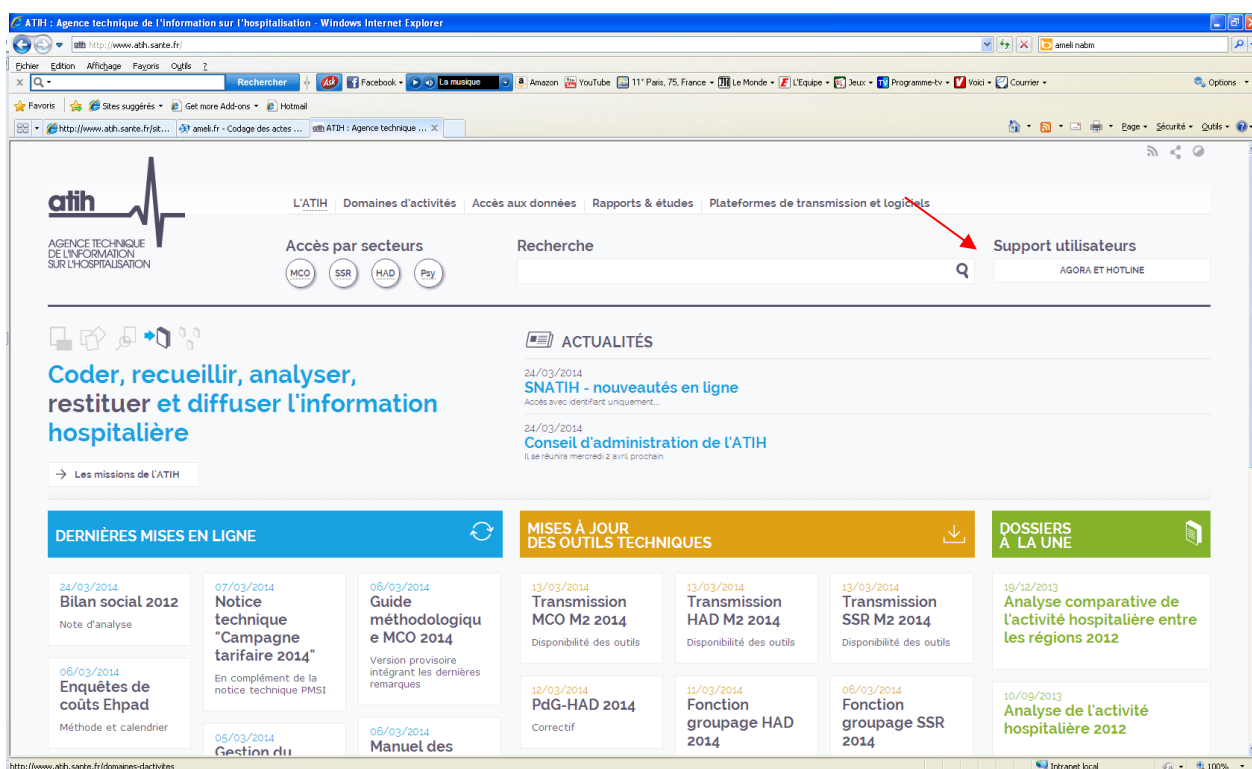 ATIH : Agence technique de l'information sur l'hospitalisation - Windows Internet Explorer
http://www.atih.sante.fr/
ameli nabm
Fichier Edition Affichage Favoris Outils ?
Rechercher
Ask
Facebook
La musique
Amazon
YouTube
11° Paris, 75, France
Le Monde
L'Equipe
Jeux
Programme-tv
Voici
Courrier
Options
Favoris
Sites suggérés
Get more Add-ons
Hotmail
http://www.atih.sante.fr/sit...
ameli.fr - Codage des actes ...
ATIH : Agence technique ...
Page
Sécurité
Outils
atih
AGENCE TECHNIQUE
DE L'INFORMATION
SUR L'HOSPITALISATION
L'ATIH
Domaines d'activités
Accès aux données
Rapports & études
Plateformes de transmission et logiciels
Accès par secteurs
MCO
SSR
HAD
Psy
Recherche
Support utilisateurs
AGORA ET HOTLINE
Coder, recueillir, analyser,
restituer et diffuser l'information
hospitalière
→ Les missions de l'ATIH
ACTUALITÉS
24/03/2014
SNATIH - nouveautés en ligne
Accès avec identifiant uniquement...
24/03/2014
Conseil d'administration de l'ATIH
Il se réunira mercredi 2 avril prochain.
DERNIÈRES MISES EN LIGNE
24/03/2014
Bilan social 2012
Note d'analyse
06/03/2014
Enquêtes de
coûts Ehpad
Méthode et calendrier
07/03/2014
Notice
technique
"Campagne
tarifaire 2014"
En complément de la
notice technique PMSI
05/03/2014
Gestion du
06/03/2014
Guide
méthodologiqu
e MCO 2014
Version provisoire
intégrant les dernières
remarques
06/03/2014
Manuel des
MISES À JOUR
DES OUTILS TECHNIQUES
13/03/2014
Transmission
MCO M2 2014
Disponibilité des outils
12/03/2014
PdG-HAD 2014
Correctif
13/03/2014
Transmission
HAD M2 2014
Disponibilité des outils
11/03/2014
Fonction
groupage HAD
2014
13/03/2014
Transmission
SSR M2 2014
Disponibilité des outils
06/03/2014
Fonction
groupage SSR
2014
DOSSIERS
À LA UNE
19/12/2013
Analyse comparative de
l'activité hospitalière entre
les régions 2012
10/09/2013
Analyse de l'activité
hospitalière 2012
http://www.atih.sante.fr/domaines-dactivites
Intranet local
100%